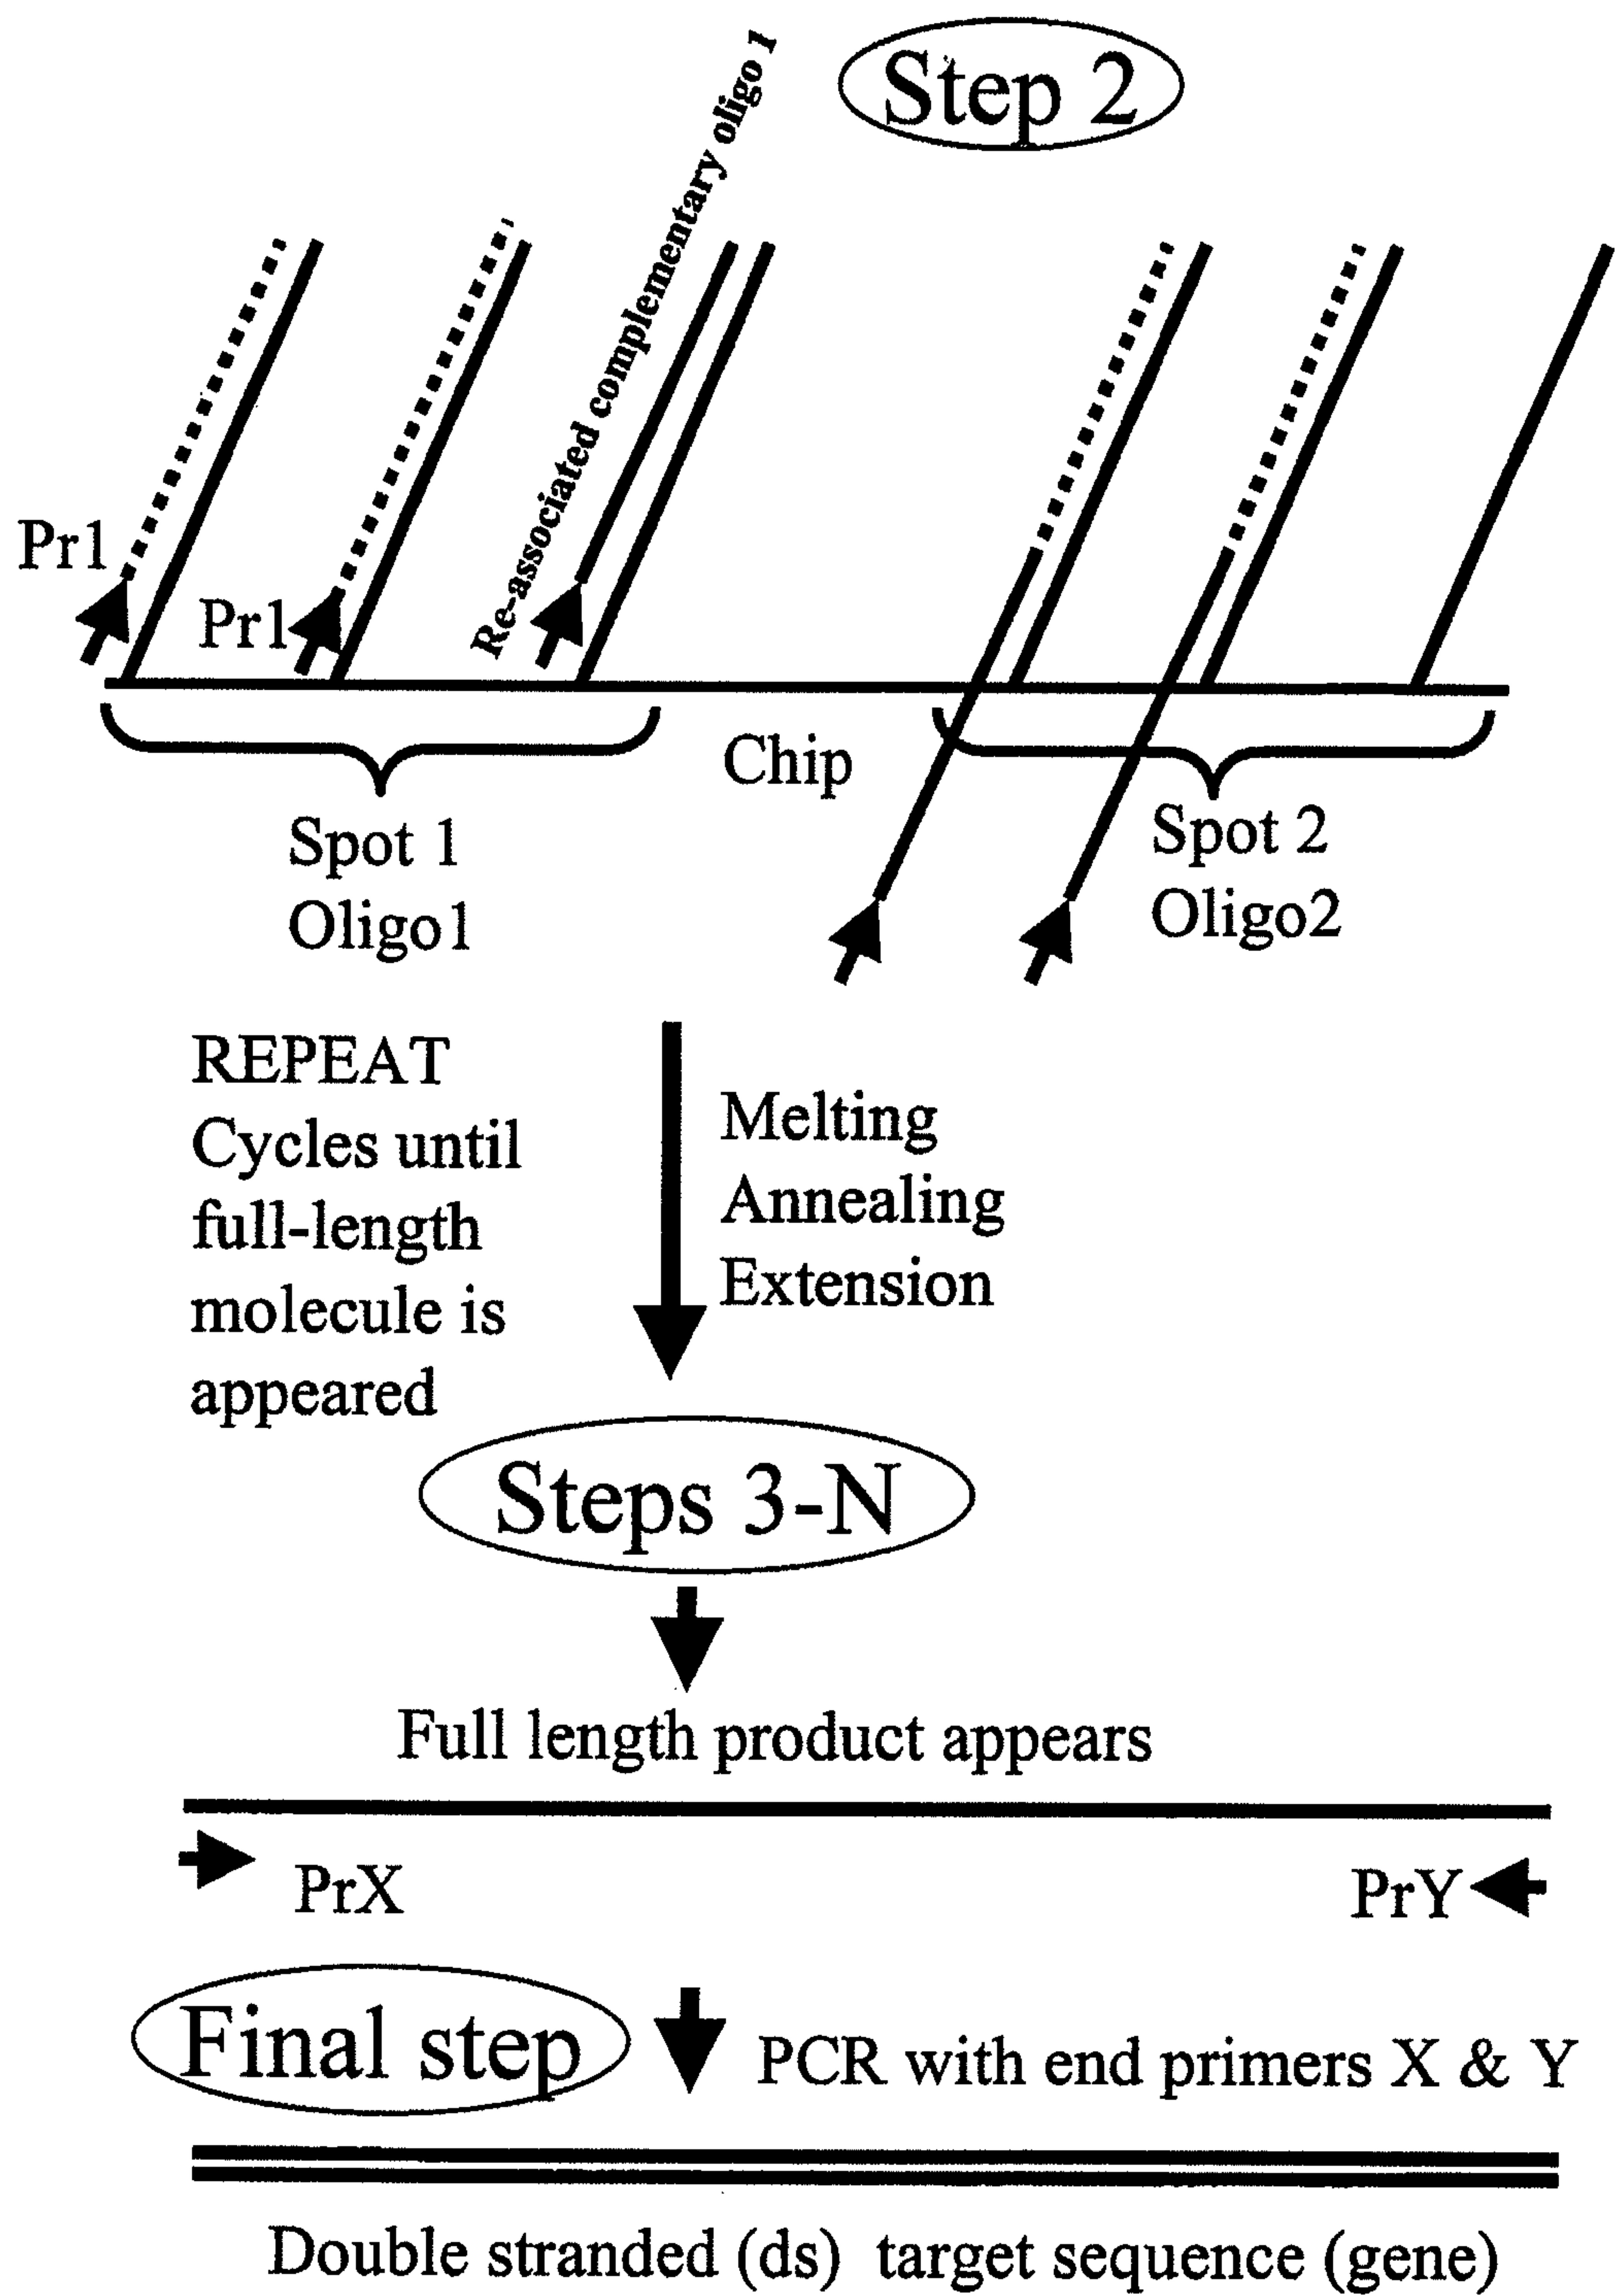 Step 2
Re-associated complementary oligo 1
Pr1
Pr1
Chip
Spot 1
Oligo1
Spot 2
Oligo2
REPEAT
Cycles until
full-length
molecule is
appeared
Melting
Annealing
Extension
Steps 3-N
Full length product appears
PrX
PrY
Final step
PCR with end primers X & Y
Double stranded (ds) target sequence (gene)